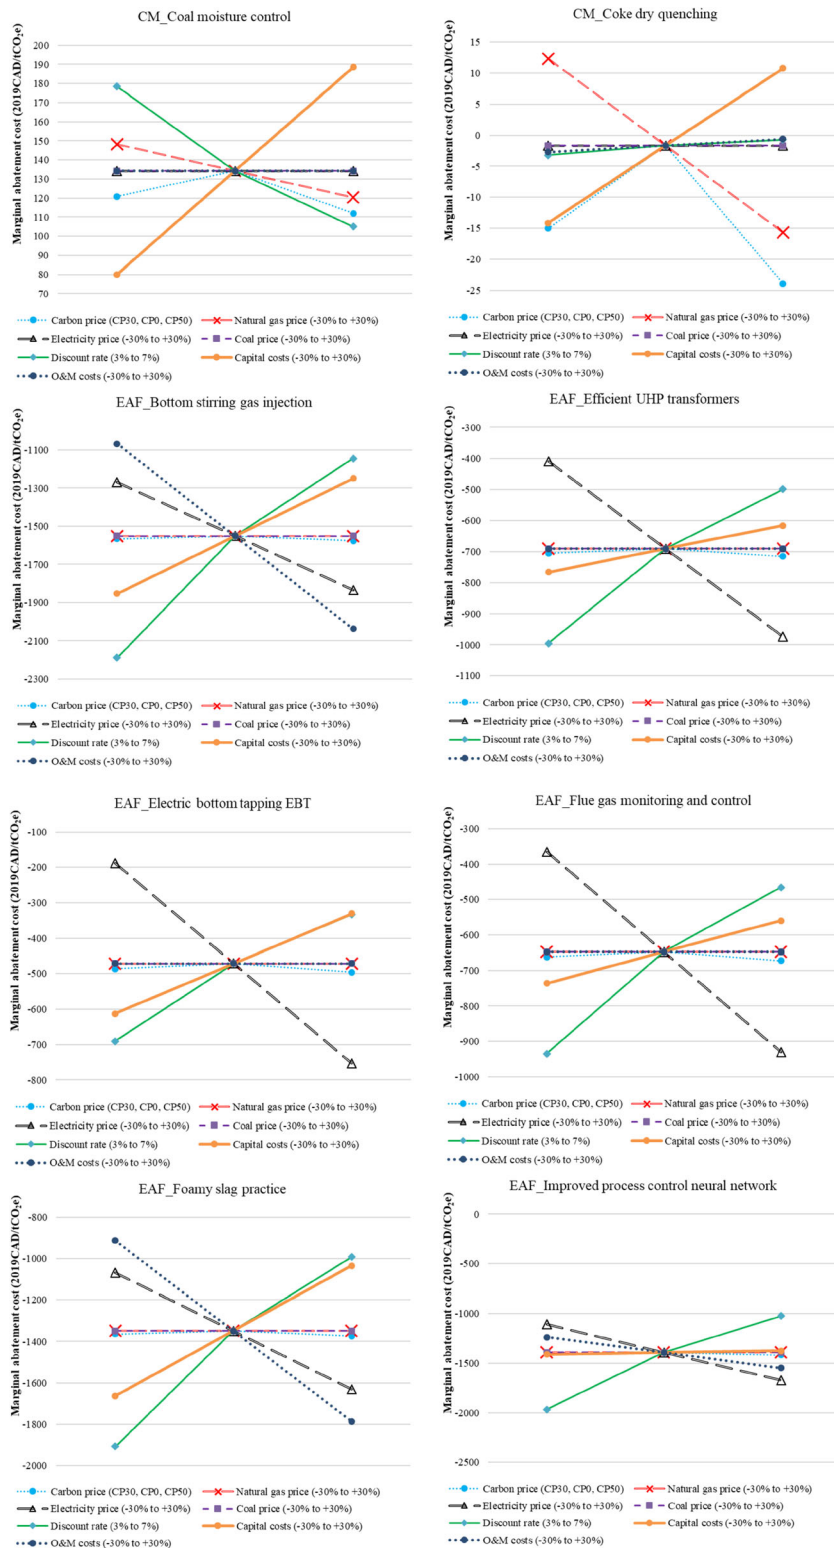 CM_Coal moisture control
Marginal abatement cost (2019CAD/tCO₂e)
200
190
180
170
160
150
140
130
120
110
100
90
80
70
Carbon price (CP30, CP0, CP50)
Natural gas price (-30% to +30%)
Electricity price (-30% to +30%)
Coal price (-30% to +30%)
Discount rate (3% to 7%)
Capital costs (-30% to +30%)
O&M costs (-30% to +30%)
CM_Coke dry quenching
Marginal abatement cost (2019CAD/tCO₂e)
15
10
5
0
-5
-10
-15
-20
-25
Carbon price (CP30, CP0, CP50)
Natural gas price (-30% to +30%)
Electricity price (-30% to +30%)
Coal price (-30% to +30%)
Discount rate (3% to 7%)
Capital costs (-30% to +30%)
O&M costs (-30% to +30%)
EAF_Bottom stirring gas injection
Marginal abatement cost (2019CAD/tCO₂e)
-1100
-1300
-1500
-1700
-1900
-2100
-2300
Carbon price (CP30, CP0, CP50)
Natural gas price (-30% to +30%)
Electricity price (-30% to +30%)
Coal price (-30% to +30%)
Discount rate (3% to 7%)
Capital costs (-30% to +30%)
O&M costs (-30% to +30%)
EAF_Efficient UHP transformers
Marginal abatement cost (2019CAD/tCO₂e)
-300
-400
-500
-600
-700
-800
-900
-1000
-1100
Carbon price (CP30, CP0, CP50)
Natural gas price (-30% to +30%)
Electricity price (-30% to +30%)
Coal price (-30% to +30%)
Discount rate (3% to 7%)
Capital costs (-30% to +30%)
O&M costs (-30% to +30%)
EAF_Electric bottom tapping EBT
Marginal abatement cost (2019CAD/tCO₂e)
-100
-200
-300
-400
-500
-600
-700
-800
Carbon price (CP30, CP0, CP50)
Natural gas price (-30% to +30%)
Electricity price (-30% to +30%)
Coal price (-30% to +30%)
Discount rate (3% to 7%)
Capital costs (-30% to +30%)
O&M costs (-30% to +30%)
EAF_Flue gas monitoring and control
Marginal abatement cost (2019CAD/tCO₂e)
-300
-400
-500
-600
-700
-800
-900
-1000
Carbon price (CP30, CP0, CP50)
Natural gas price (-30% to +30%)
Electricity price (-30% to +30%)
Coal price (-30% to +30%)
Discount rate (3% to 7%)
Capital costs (-30% to +30%)
O&M costs (-30% to +30%)
EAF_Foamy slag practice
Marginal abatement cost (2019CAD/tCO₂e)
-800
-1000
-1200
-1400
-1600
-1800
-2000
Carbon price (CP30, CP0, CP50)
Natural gas price (-30% to +30%)
Electricity price (-30% to +30%)
Coal price (-30% to +30%)
Discount rate (3% to 7%)
Capital costs (-30% to +30%)
O&M costs (-30% to +30%)
EAF_Improved process control neural network
Marginal abatement cost (2019CAD/tCO₂e)
0
-500
-1000
-1500
-2000
-2500
Carbon price (CP30, CP0, CP50)
Natural gas price (-30% to +30%)
Electricity price (-30% to +30%)
Coal price (-30% to +30%)
Discount rate (3% to 7%)
Capital costs (-30% to +30%)
O&M costs (-30% to +30%)